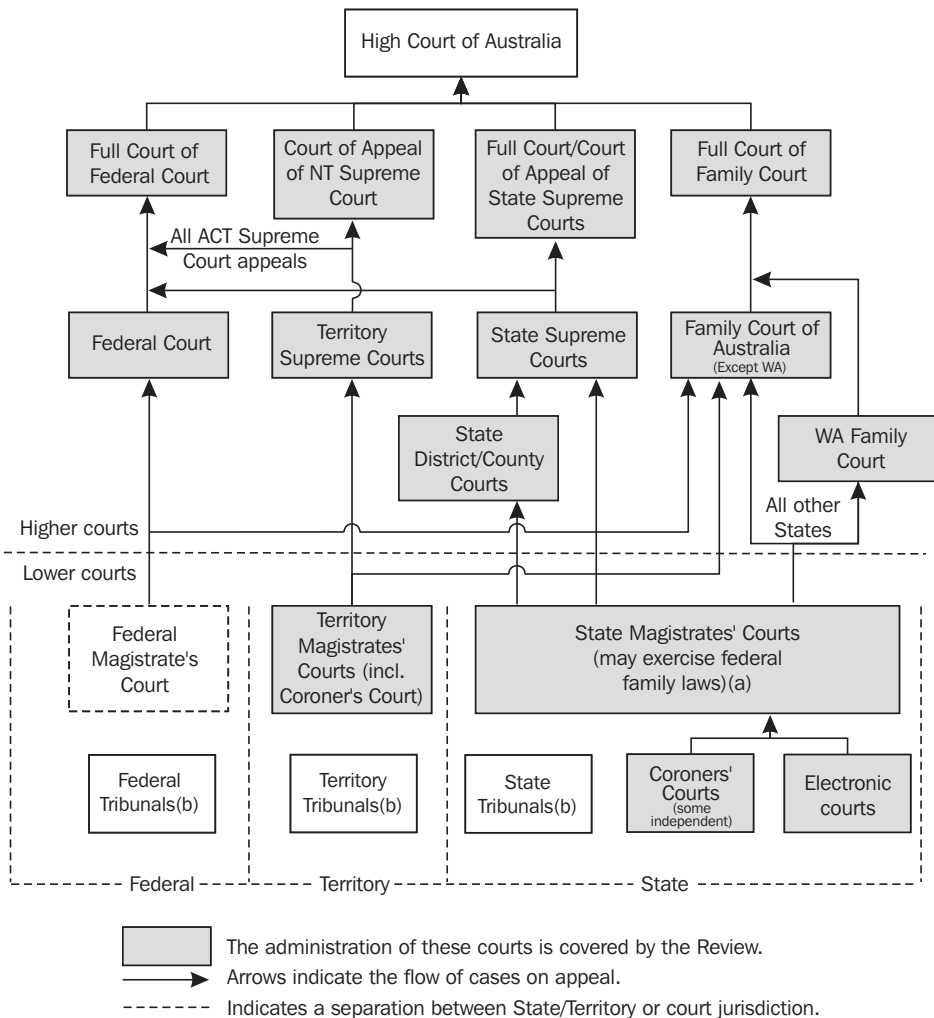 High Court of Australia
Full Court of
Federal Court
Court of Appeal
of NT Supreme
Court
Full Court/Court
of Appeal of
State Supreme
Courts
Full Court of
Family Court
All ACT Supreme
Court appeals
Federal Court
Territory
Supreme Courts
State Supreme
Courts
Family Court of
Australia
(Except WA)
State
District/County
Courts
WA Family
Court
All other
States
Higher courts
Lower courts
Federal
Magistrate's
Court
Territory
Magistrates'
Courts (incl.
Coroner's Court)
State Magistrates' Courts
(may exercise federal
family laws)(a)
Federal
Tribunals(b)
Territory
Tribunals(b)
State
Tribunals(b)
Coroners'
Courts
(some
independent)
Electronic
courts
Federal
Territory
State
The administration of these courts is covered by the Review.
Arrows indicate the flow of cases on appeal.
Indicates a separation between State/Territory or court jurisdiction.